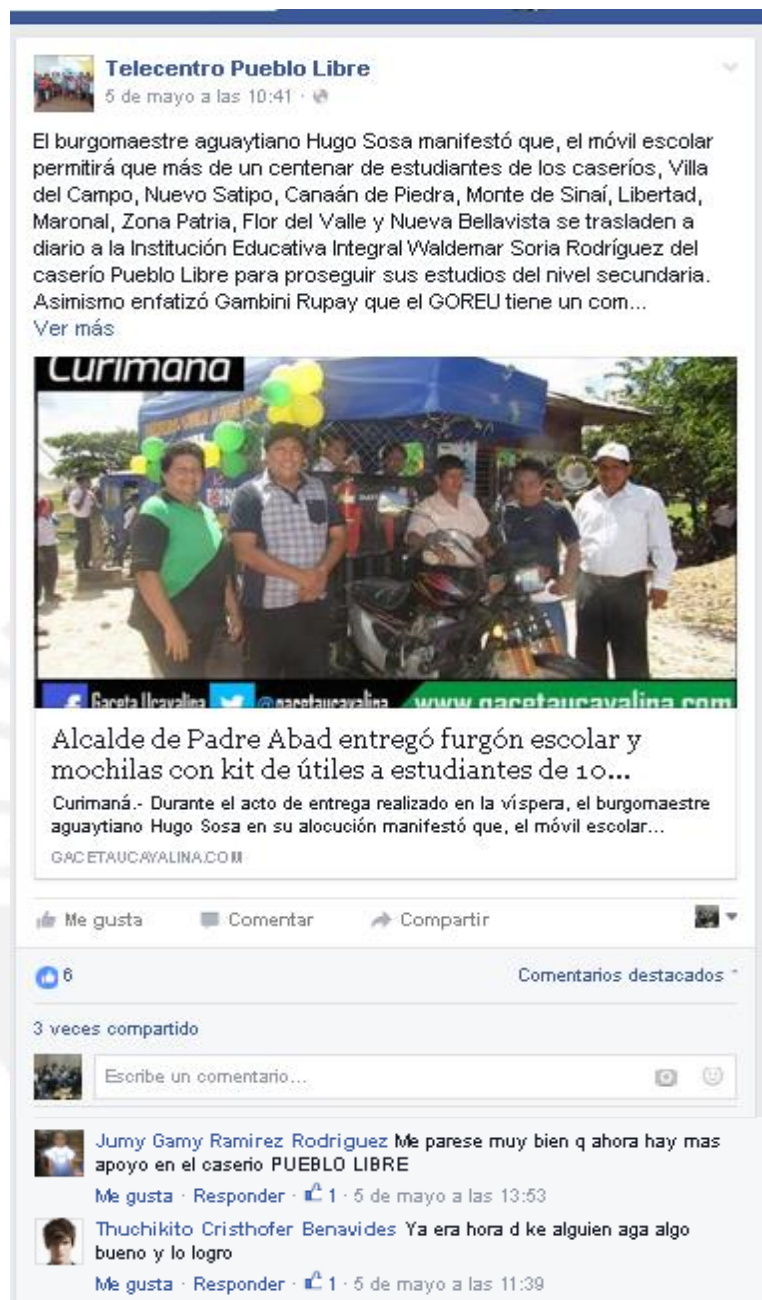 Telecentro Pueblo Libre
5 de mayo a las 10:41 ·
El burgomaestre aguaytiano Hugo Sosa manifestó que, el móvil escolar
permitirá que más de un centenar de estudiantes de los caseríos, Villa
del Campo, Nuevo Satipo, Canaán de Piedra, Monte de Sinaí, Libertad,
Maronal, Zona Patria, Flor del Valle y Nueva Bellavista se trasladen a
diario a la Institución Educativa Integral Waldemar Soria Rodríguez del
caserío Pueblo Libre para proseguir sus estudios del nivel secundaria.
Asimismo enfatizó Gambini Rupay que el GOREU tiene un com...
Ver más
Curimaná
Gaceta Ucayalina @gacetaucayalina www.gacetaucayalina.com
Alcalde de Padre Abad entregó furgón escolar y
mochilas con kit de útiles a estudiantes de 10...
Curimaná.- Durante el acto de entrega realizado en la víspera, el burgomaestre
aguaytiano Hugo Sosa en su alocución manifestó que, el móvil escolar...
GACETAUCAYALINA.COM
Me gusta Comentar Compartir
6 Comentarios destacados
3 veces compartido
Escribe un comentario...
Jumy Gamy Ramirez Rodriguez Me parese muy bien q ahora hay mas
apoyo en el caserio PUEBLO LIBRE
Me gusta · Responder · 1 · 5 de mayo a las 13:53
Thuchikito Cristhofer Benavides Ya era hora d ke alguien aga algo
bueno y lo logro
Me gusta · Responder · 1 · 5 de mayo a las 11:39